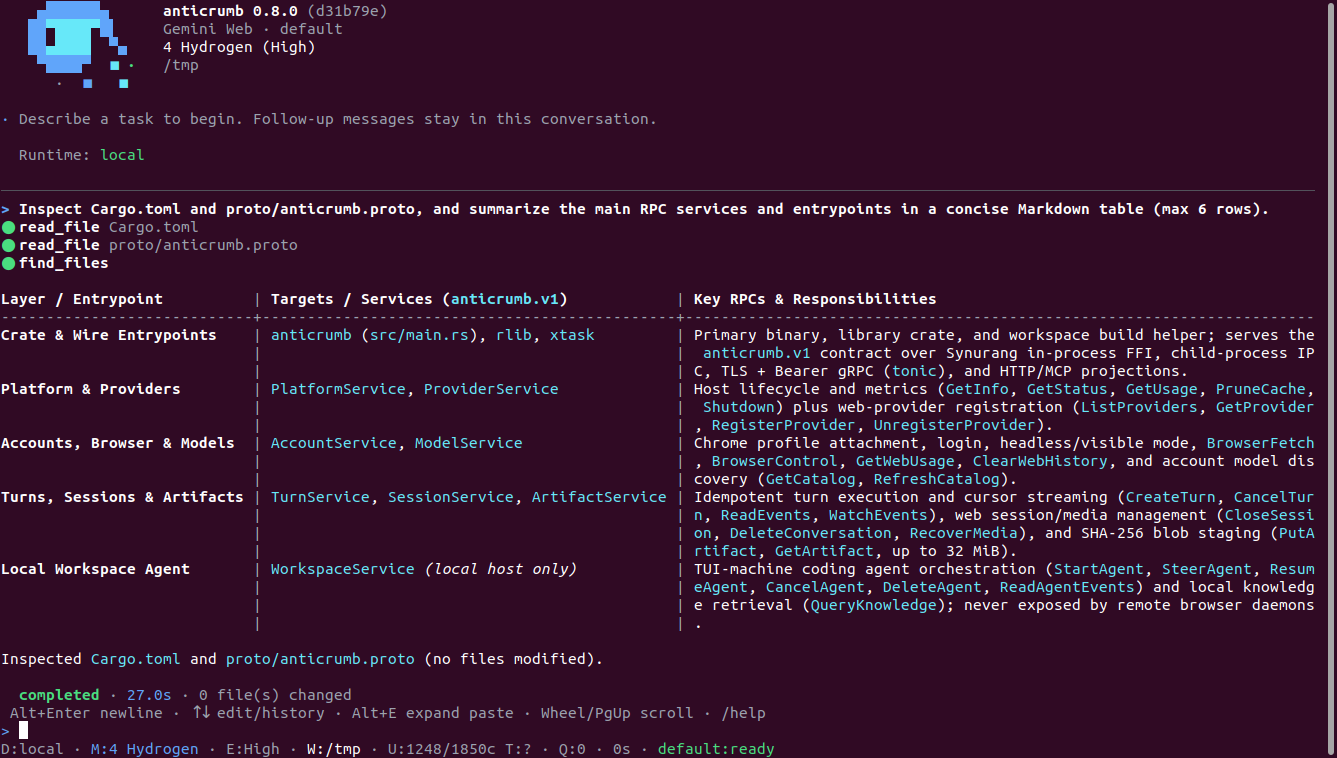 anticrumb 0.8.0 (d31b79e)
Gemini Web · default
4 Hydrogen (High)
/tmp
· Describe a task to begin. Follow-up messages stay in this conversation.
Runtime: local
> Inspect Cargo.toml and proto/anticrumb.proto, and summarize the main RPC services and entrypoints in a concise Markdown table (max 6 rows).
● read_file Cargo.toml
● read_file proto/anticrumb.proto
● find_files
Layer / Entrypoint | Targets / Services (anticrumb.v1) | Key RPCs & Responsibilities
----------------------------+----------------------------------------------+----------------------------------------------------------------------
Crate & Wire Entrypoints | anticrumb (src/main.rs), rlib, xtask | Primary binary, library crate, and workspace build helper; serves the
| | anticrumb.v1 contract over Synurang in-process FFI, child-process IP
| | C, TLS + Bearer gRPC (tonic), and HTTP/MCP projections.
Platform & Providers | PlatformService, ProviderService | Host lifecycle and metrics (GetInfo, GetStatus, GetUsage, PruneCache,
| | Shutdown) plus web-provider registration (ListProviders, GetProvider
| | , RegisterProvider, UnregisterProvider).
Accounts, Browser & Models | AccountService, ModelService | Chrome profile attachment, login, headless/visible mode, BrowserFetch
| | , BrowserControl, GetWebUsage, ClearWebHistory, and account model dis
| | covery (GetCatalog, RefreshCatalog).
Turns, Sessions & Artifacts | TurnService, SessionService, ArtifactService | Idempotent turn execution and cursor streaming (CreateTurn, CancelTur
| | n, ReadEvents, WatchEvents), web session/media management (CloseSessi
| | on, DeleteConversation, RecoverMedia), and SHA-256 blob staging (PutA
| | rtifact, GetArtifact, up to 32 MiB).
Local Workspace Agent | WorkspaceService (local host only) | TUI-machine coding agent orchestration (StartAgent, SteerAgent, Resum
| | eAgent, CancelAgent, DeleteAgent, ReadAgentEvents) and local knowledg
| | e retrieval (QueryKnowledge); never exposed by remote browser daemons
| | .
Inspected Cargo.toml and proto/anticrumb.proto (no files modified).
completed · 27.0s · 0 file(s) changed
Alt+Enter newline · ↑↓ edit/history · Alt+E expand paste · Wheel/PgUp scroll · /help
>
D:local · M:4 Hydrogen · E:High · W:/tmp · U:1248/1850c T:? · Q:0 · 0s · default:ready